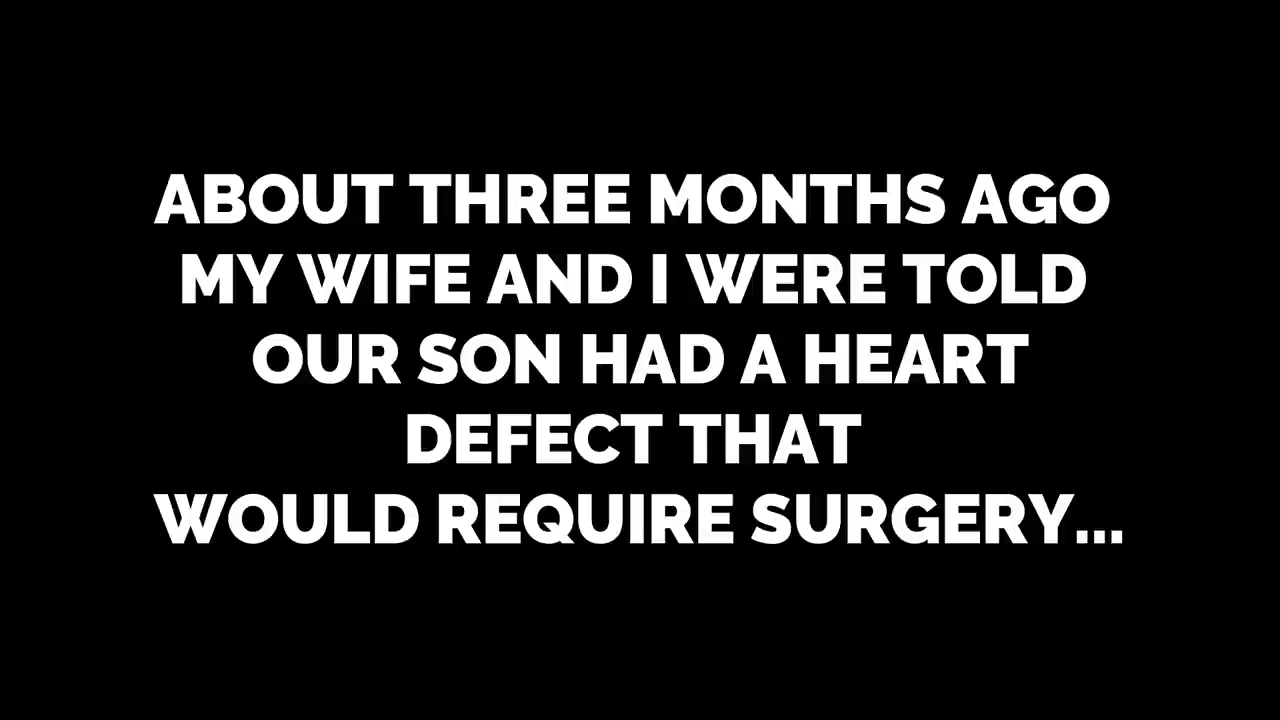 ABOUT THREE MONTHS AGO
MY WIFE AND I WERE TOLD
OUR SON HAD A HEART
DEFECT THAT
WOULD REQUIRE SURGERY...